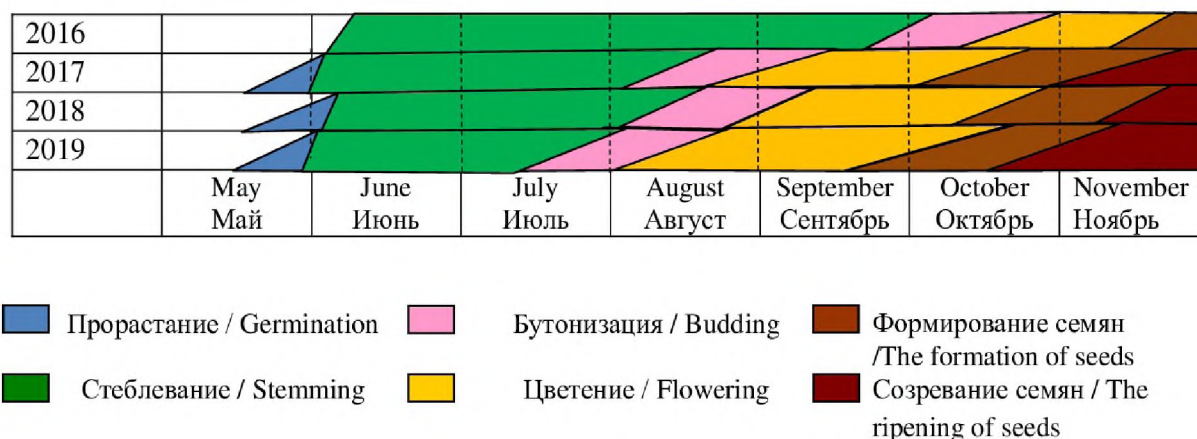 2016
2017
2018
2019
May June July August September October November
Май Июнь Июль Август Сентябрь Октябрь Ноябрь
Прорастание / Germination
Бутонизация / Budding
Формирование семян
/The formation of seeds
Стеблевание / Stemming
Цветение / Flowering
Созревание семян / The
ripening of seeds